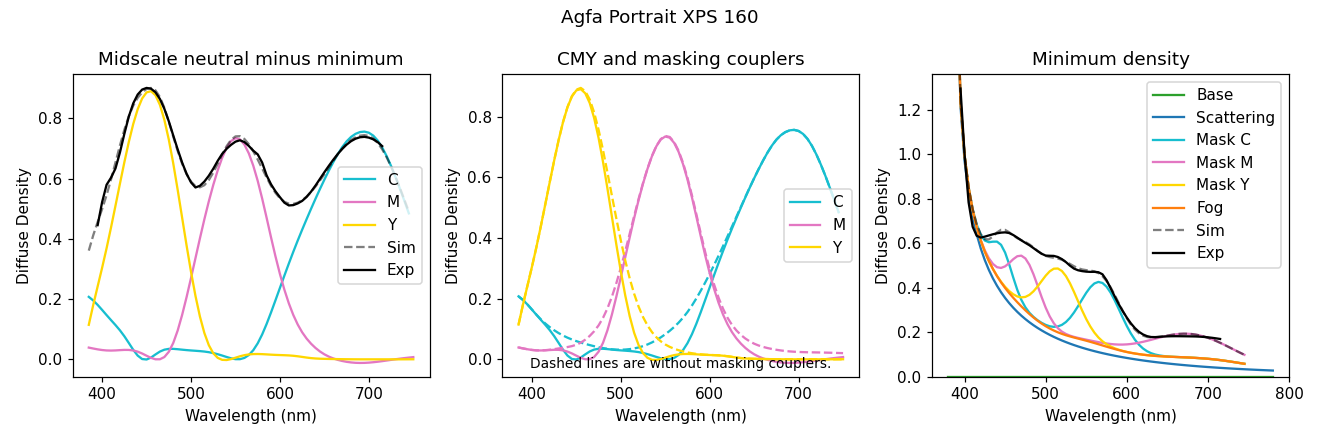 Agfa Portrait XPS 160
Midscale neutral minus minimum
Diffuse Density
0.8
0.6
0.4
0.2
0.0
400
500
600
700
Wavelength (nm)
C
M
Y
Sim
Exp
CMY and masking couplers
Diffuse Density
0.8
0.6
0.4
0.2
0.0
400
500
600
700
Wavelength (nm)
C
M
Y
Dashed lines are without masking couplers.
Minimum density
Diffuse Density
1.2
1.0
0.8
0.6
0.4
0.2
0.0
400
500
600
700
800
Wavelength (nm)
Base
Scattering
Mask C
Mask M
Mask Y
Fog
Sim
Exp